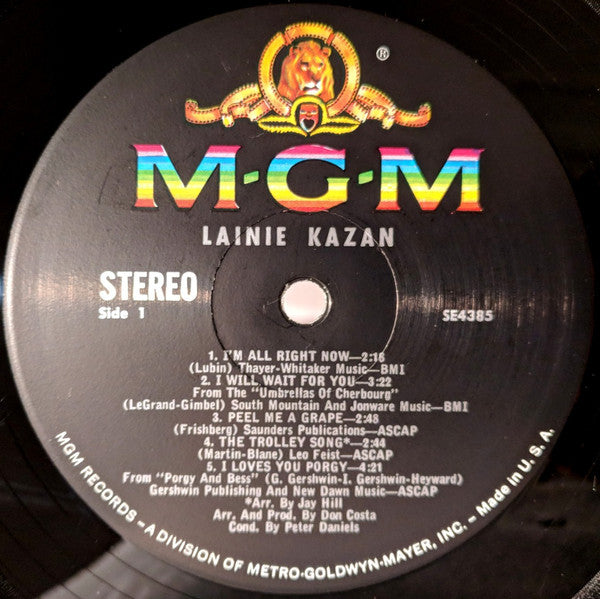 ®
M-G-M
LAINIE KAZAN
STEREO
Side 1
SE4385
1. I'M ALL RIGHT NOW—2:18
(Lubin) Thayer-Whitaker Music—BMI
2. I WILL WAIT FOR YOU—3:22
From The "Umbrellas Of Cherbourg"
(LeGrand-Gimbel) South Mountain And Jonware Music—BMI
3. PEEL ME A GRAPE—2:48
(Frishberg) Saunders Publications—ASCAP
4. THE TROLLEY SONG*—2:44
(Martin-Blane) Leo Feist—ASCAP
5. I LOVES YOU PORGY—4:21
From "Porgy And Bess" (G. Gershwin-I. Gershwin-Heyward)
Gershwin Publishing And New Dawn Music—ASCAP
*Arr. By Jay Hill
Arr. And Prod. By Don Costa
Cond. By Peter Daniels
MGM RECORDS – A DIVISION OF METRO-GOLDWYN-MAYER, INC. – Made in U. S. A.